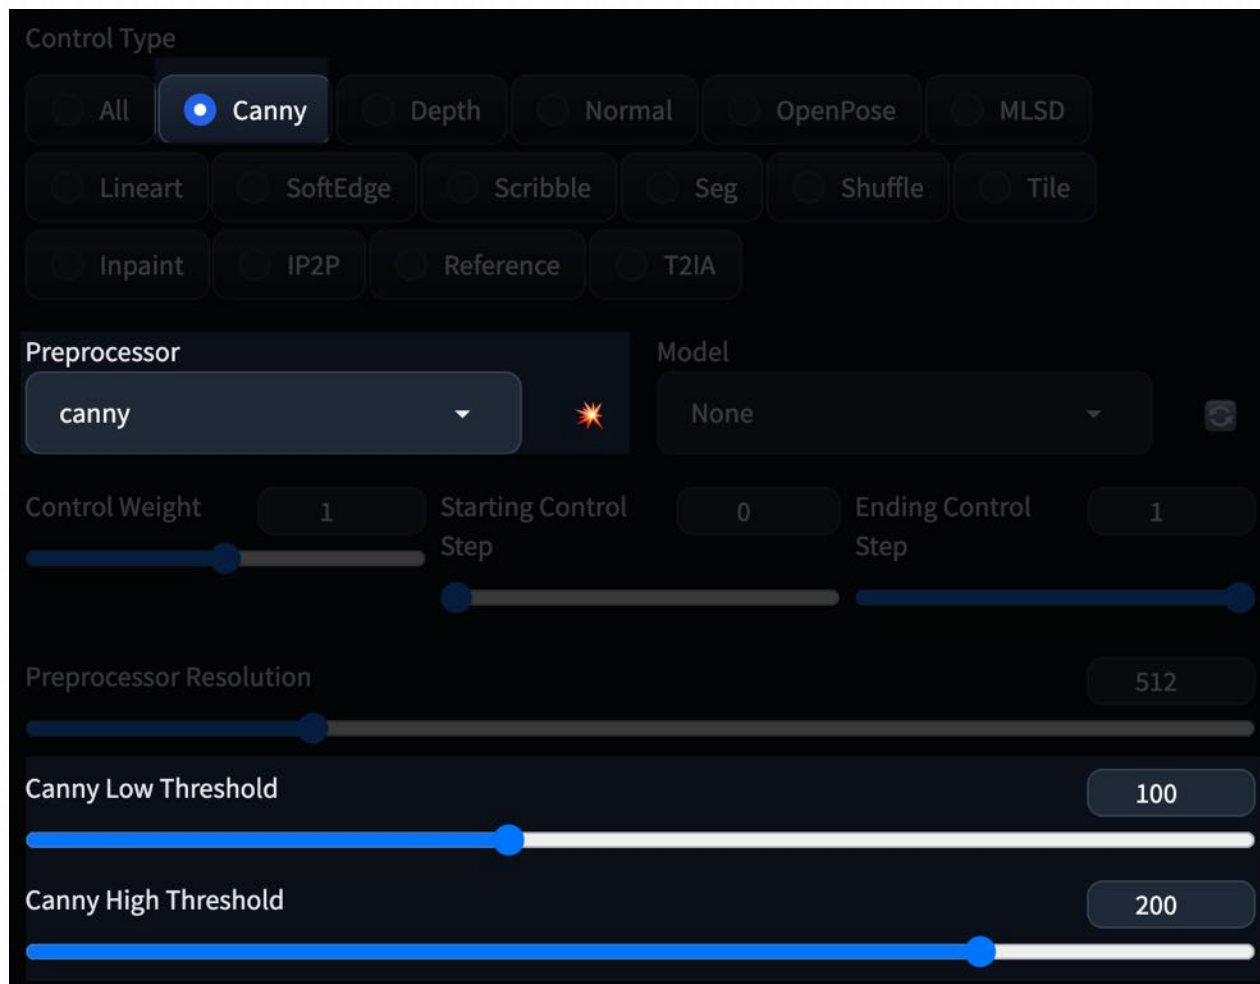 Control Type
All Canny Depth Normal OpenPose MLSD
Lineart SoftEdge Scribble Seg Shuffle Tile
Inpaint IP2P Reference T2IA
Preprocessor Model
canny None
Control Weight 1 Starting Control 0 Ending Control 1
Step Step
Preprocessor Resolution 512
Canny Low Threshold 100
Canny High Threshold 200